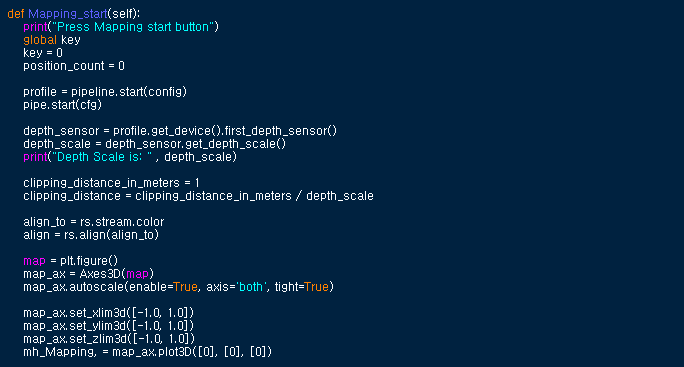 def Mapping_start(self):
    print("Press Mapping start button")
    global key
    key = 0
    position_count = 0

    profile = pipeline.start(config)
    pipe.start(cfg)

    depth_sensor = profile.get_device().first_depth_sensor()
    depth_scale = depth_sensor.get_depth_scale()
    print("Depth Scale is: " , depth_scale)

    clipping_distance_in_meters = 1
    clipping_distance = clipping_distance_in_meters / depth_scale

    align_to = rs.stream.color
    align = rs.align(align_to)

    map = plt.figure()
    map_ax = Axes3D(map)
    map_ax.autoscale(enable=True, axis='both', tight=True)

    map_ax.set_xlim3d([-1.0, 1.0])
    map_ax.set_ylim3d([-1.0, 1.0])
    map_ax.set_zlim3d([-1.0, 1.0])
    mh_Mapping, = map_ax.plot3D([0], [0], [0])